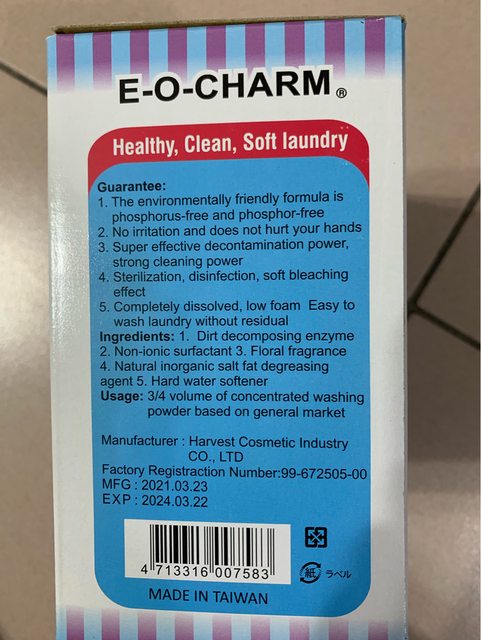 E-O-CHARM®
Healthy, Clean, Soft laundry
Guarantee:
1. The environmentally friendly formula is
phosphorus-free and phosphor-free
2. No irritation and does not hurt your hands
3. Super effective decontamination power,
strong cleaning power
4. Sterilization, disinfection, soft bleaching
effect
5. Completely dissolved, low foam Easy to
wash laundry without residual
Ingredients: 1. Dirt decomposing enzyme
2. Non-ionic surfactant 3. Floral fragrance
4. Natural inorganic salt fat degreasing
agent 5. Hard water softener
Usage: 3/4 volume of concentrated washing
powder based on general market
Manufacturer : Harvest Cosmetic Industry
CO., LTD
Factory Registration Number:99-672505-00
MFG : 2021.03.23
EXP : 2024.03.22
4 713316 007583
紙 ラベル
MADE IN TAIWAN